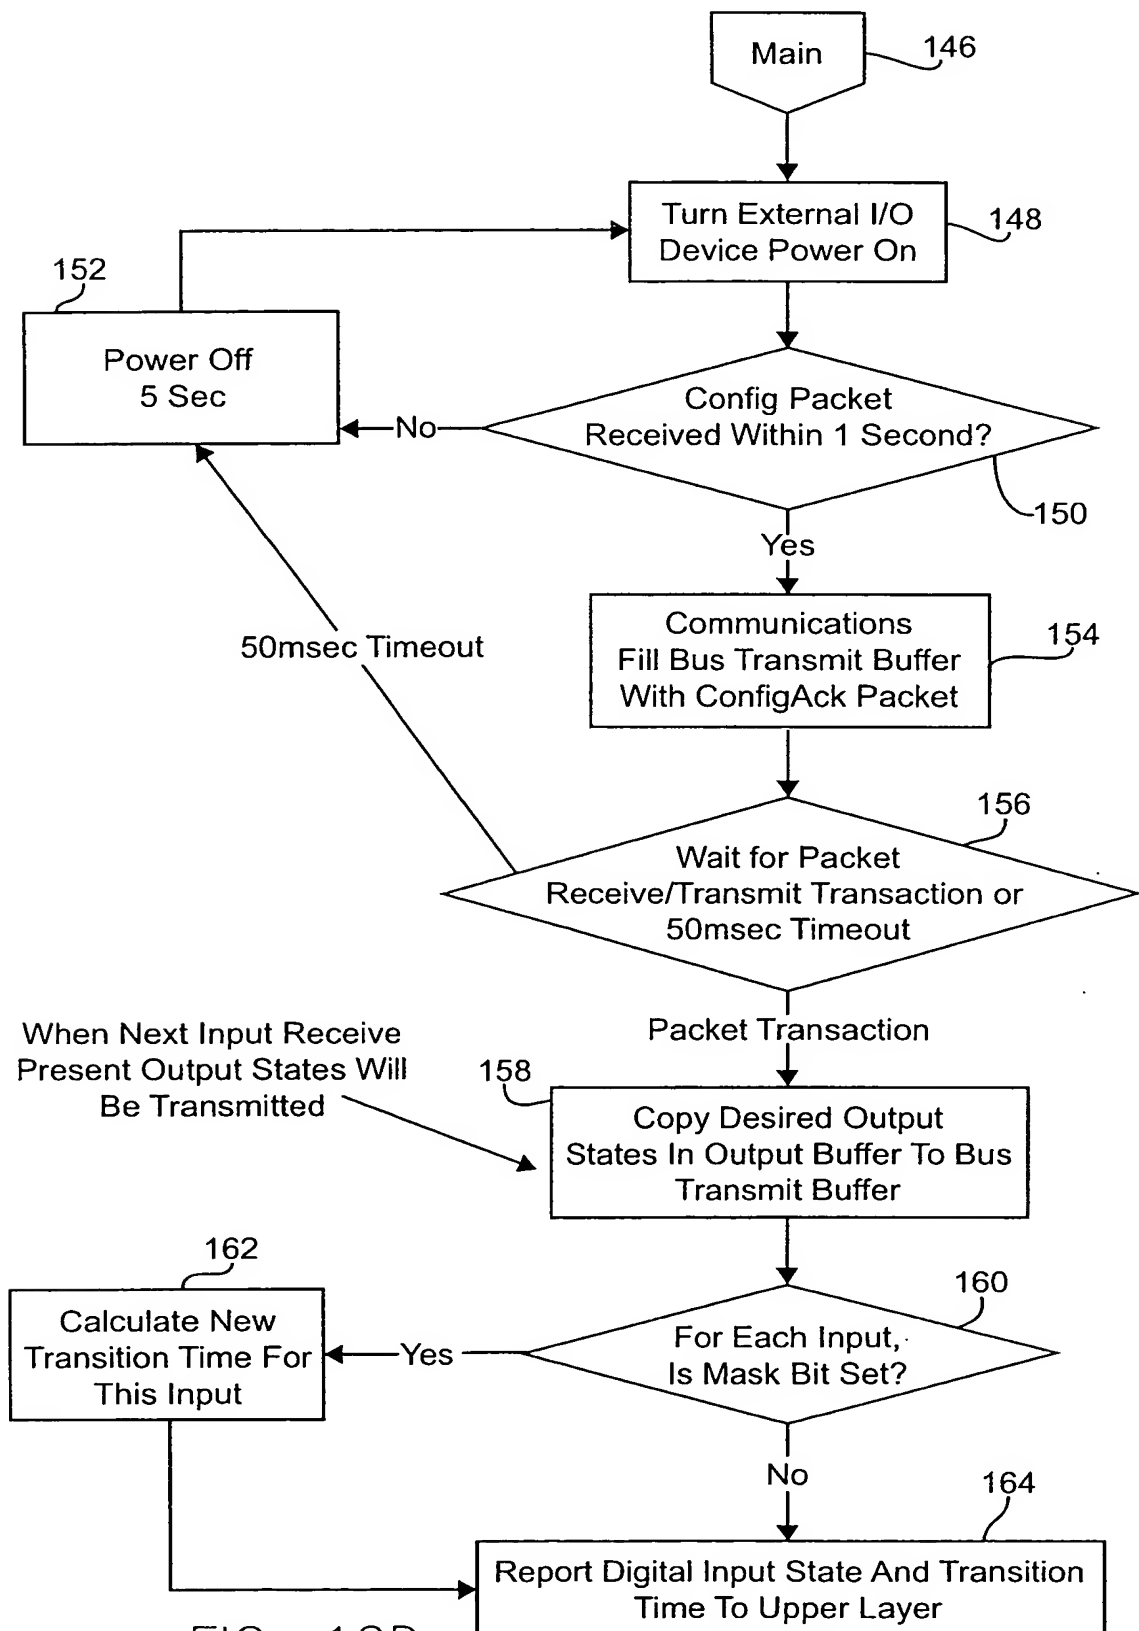 Main
146
Turn External I/O
Device Power On
148
152
Power Off
5 Sec
Config Packet
Received Within 1 Second?
No
150
Yes
Communications
Fill Bus Transmit Buffer
With ConfigAck Packet
154
50msec Timeout
156
Wait for Packet
Receive/Transmit Transaction or
50msec Timeout
Packet Transaction
When Next Input Receive
Present Output States Will
Be Transmitted
158
Copy Desired Output
States In Output Buffer To Bus
Transmit Buffer
162
Calculate New
Transition Time For
This Input
Yes
160
For Each Input,
Is Mask Bit Set?
No
164
Report Digital Input State And Transition
Time To Upper Layer